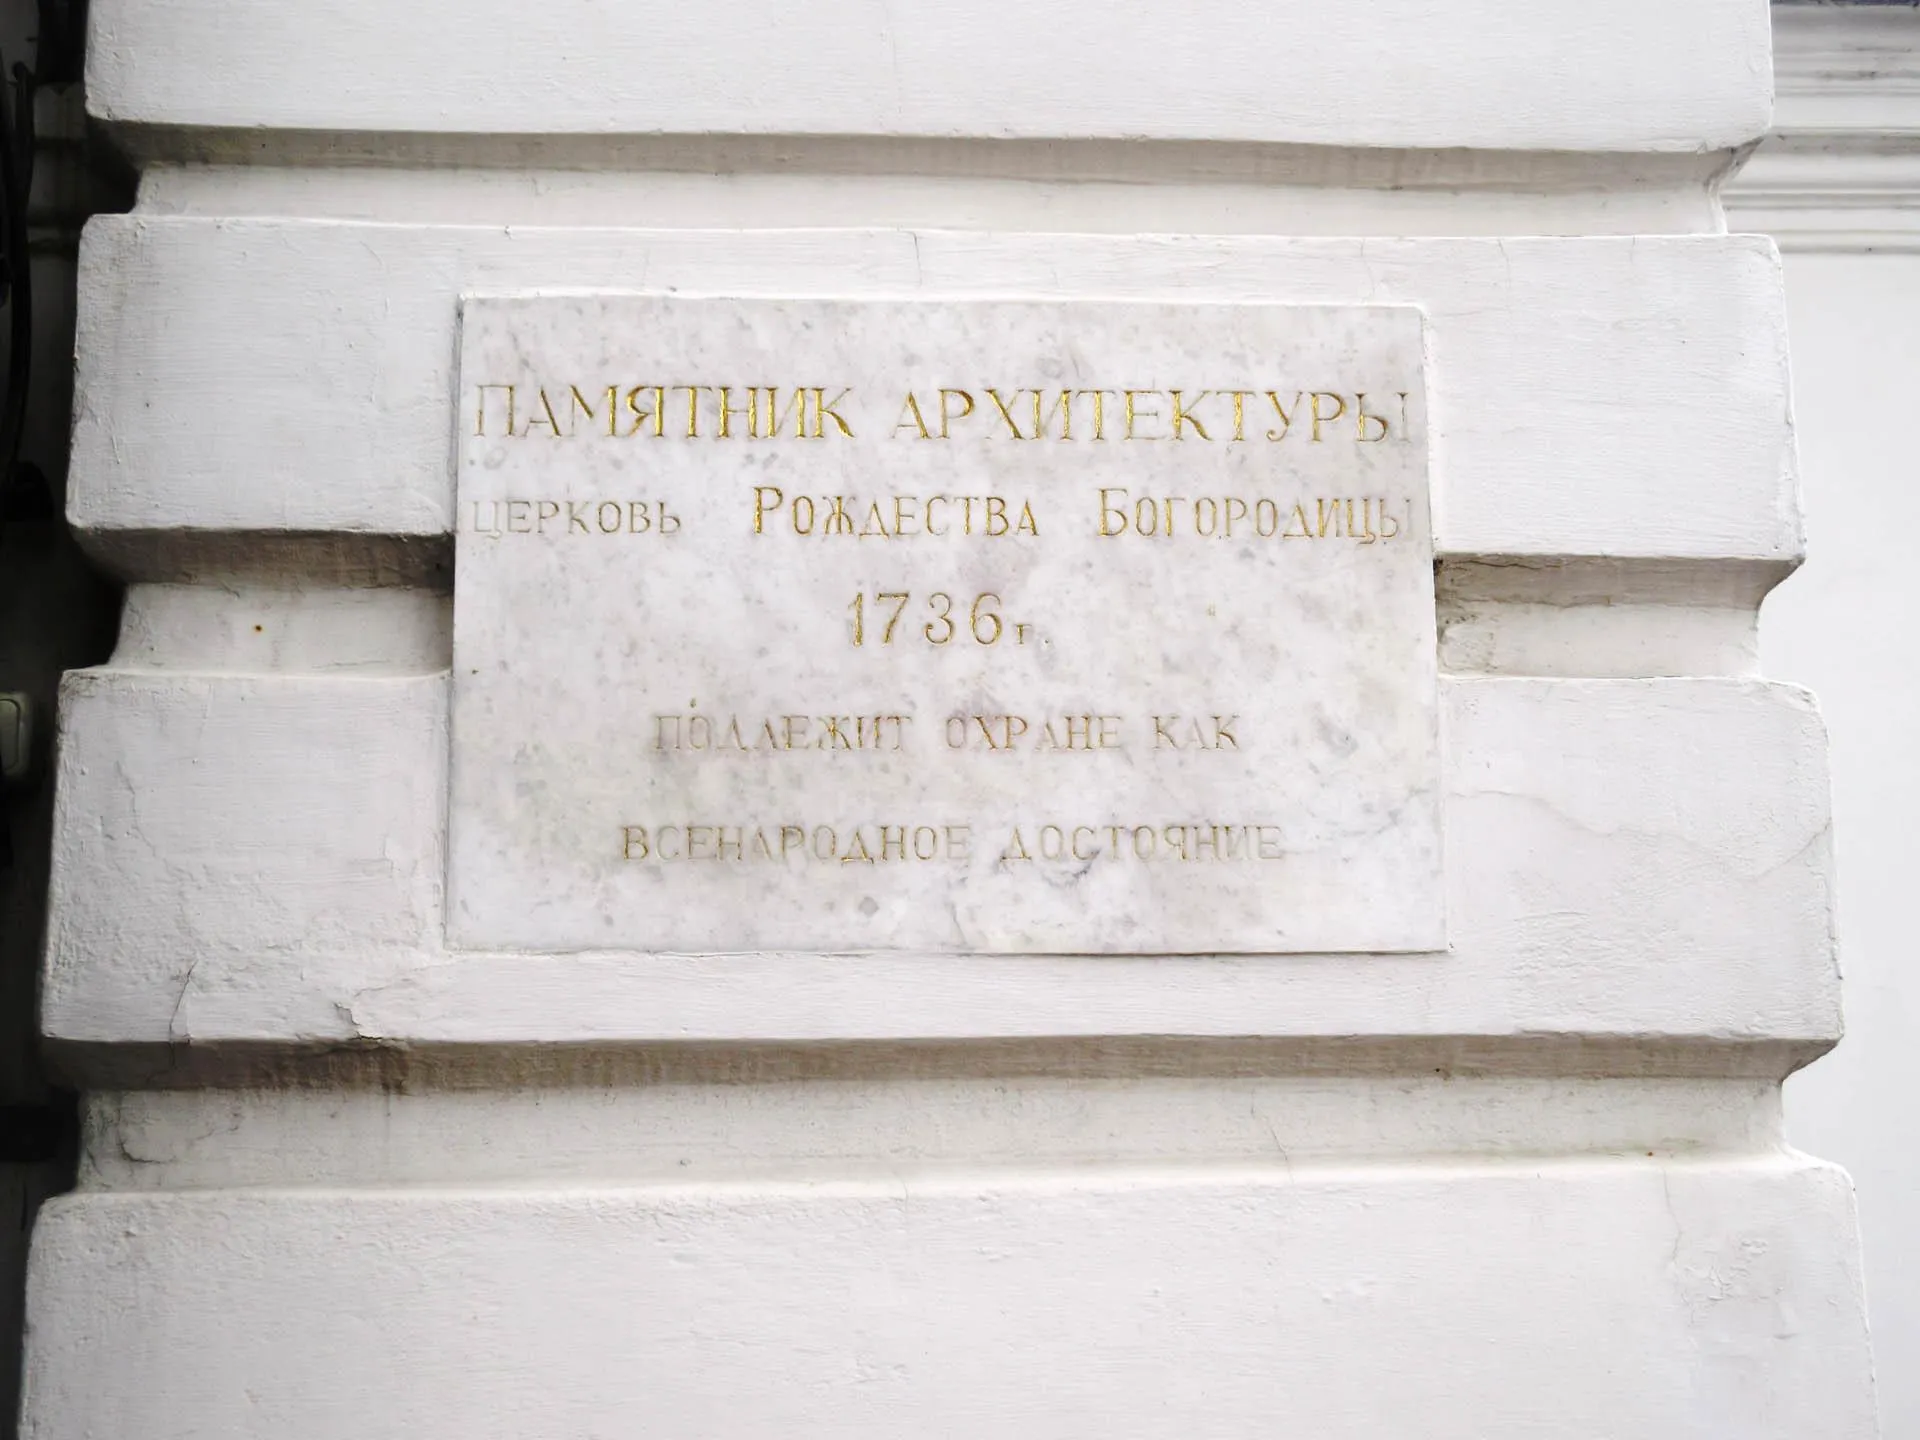 ПАМЯТНИК АРХИТЕКТУРЫ
ЦЕРКОВЬ РОЖДЕСТВА БОГОРОДИЦЫ
1736г.
ПОДЛЕЖИТ ОХРАНЕ КАК
ВСЕНАРОДНОЕ ДОСТОЯНИЕ